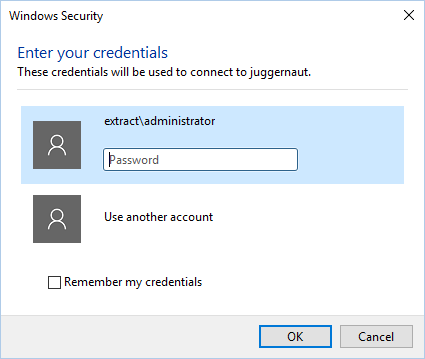 Windows Security
Enter your credentials
These credentials will be used to connect to juggernaut.
extract\administrator
Password
Use another account
Remember my credentials
OK
Cancel